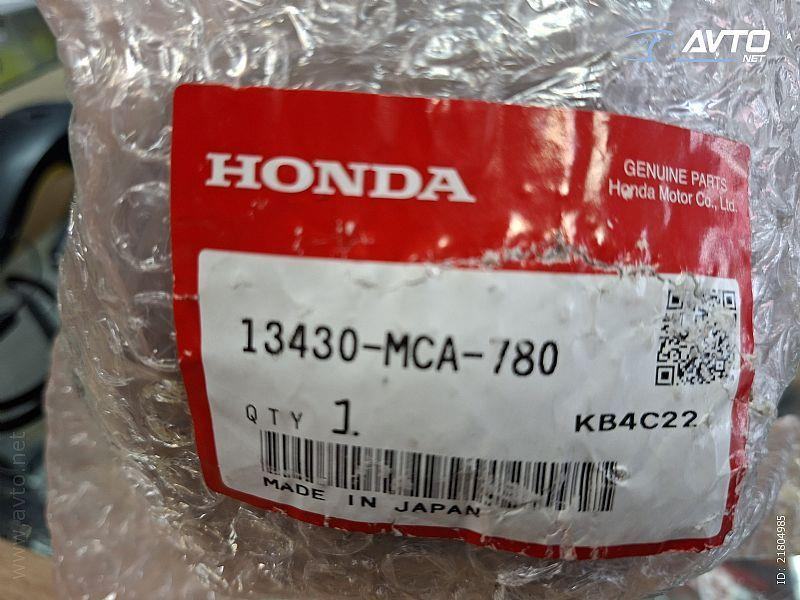 AVTO
NET
HONDA
GENUINE PARTS
Honda Motor Co., Ltd.
13430-MCA-780
QTY 1
KB4C22
MADE IN JAPAN
www.avto.net
ID: 21804985